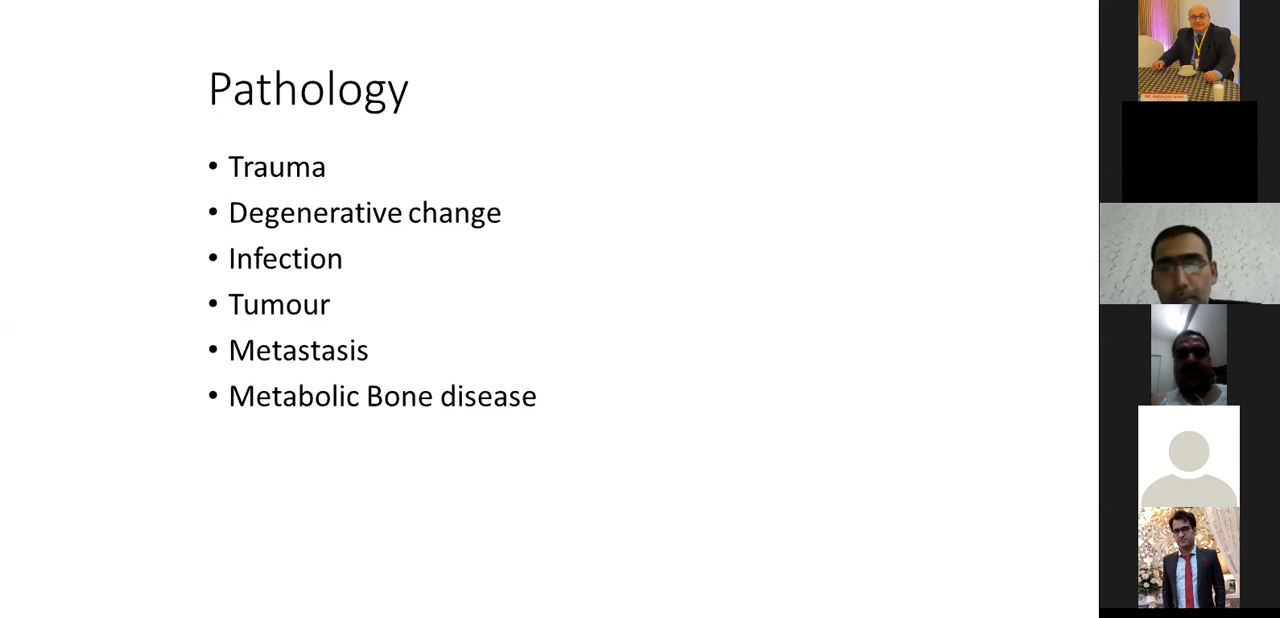 Pathology
• Trauma
• Degenerative change
• Infection
• Tumour
• Metastasis
• Metabolic Bone disease